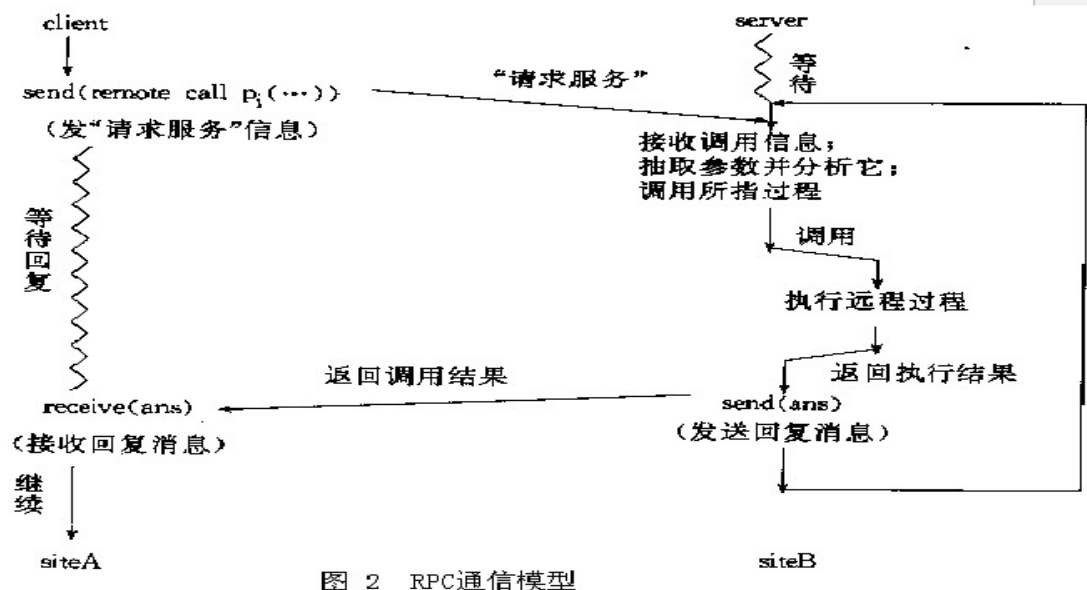 client
server
等待
"请求服务"
send(remote call pᵢ(…))
(发"请求服务"信息)
接收调用信息;
抽取参数并分析它;
调用所指过程
等待回复
调用
执行远程过程
返回调用结果
返回执行结果
receive(ans)
send(ans)
(接收回复消息)
(发送回复消息)
继续
siteA
siteB
图 2 RPC通信模型